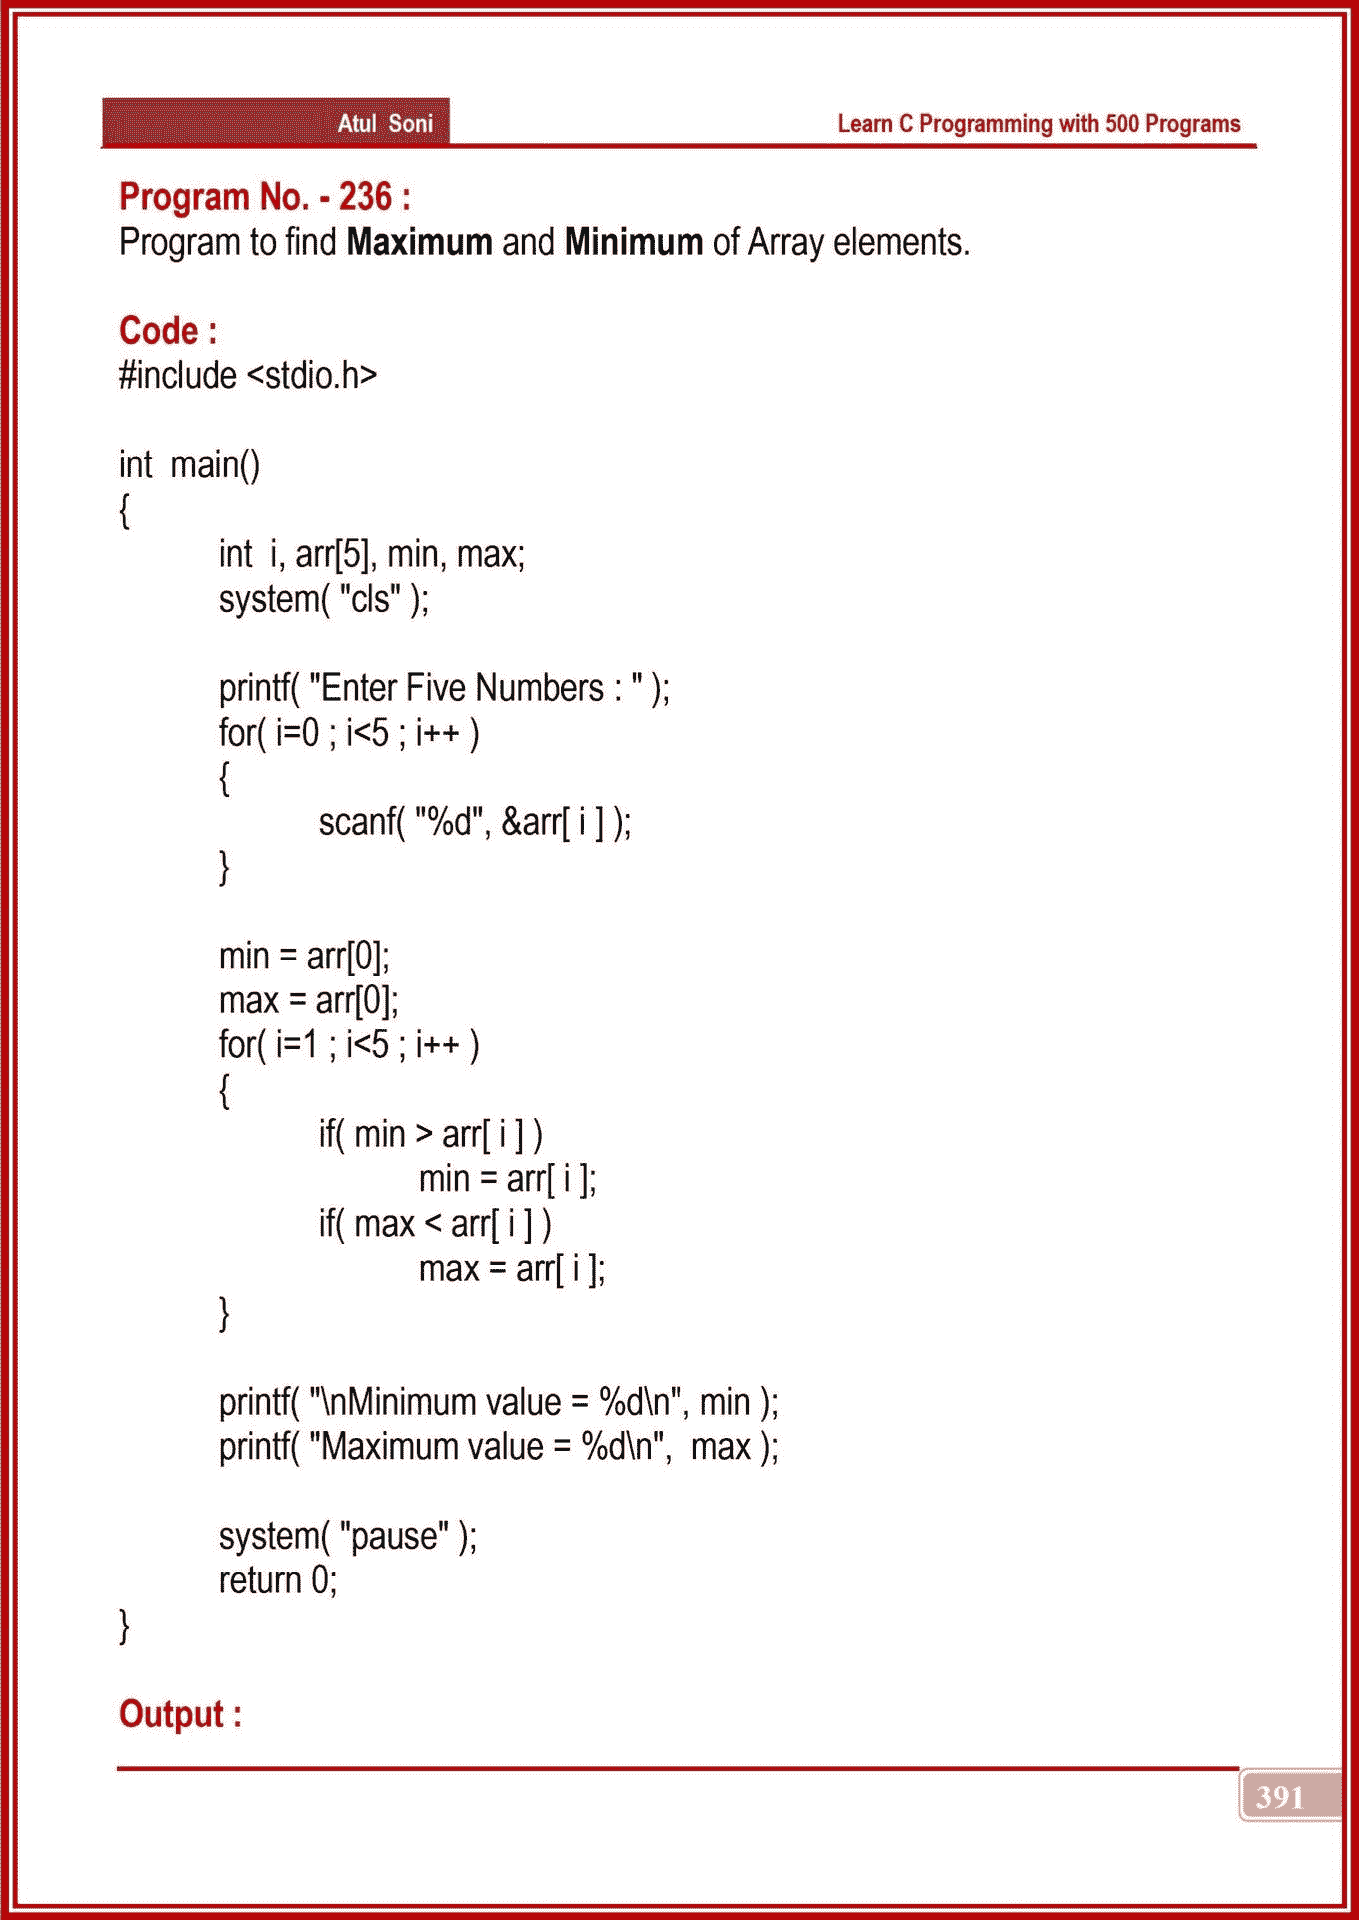 Atul Soni
Learn C Programming with 500 Programs
Program No. - 236 :
Program to find Maximum and Minimum of Array elements.
Code :
#include <stdio.h>
int main()
{
int i, arr[5], min, max;
system( "cls" );
printf( "Enter Five Numbers : " );
for( i=0 ; i<5 ; i++ )
{
scanf( "%d", &arr[ i ] );
}
min = arr[0];
max = arr[0];
for( i=1 ; i<5 ; i++ )
{
if( min > arr[ i ] )
min = arr[ i ];
if( max < arr[ i ] )
max = arr[ i ];
}
printf( "\nMinimum value = %d\n", min );
printf( "Maximum value = %d\n", max );
system( "pause" );
return 0;
}
Output :
391